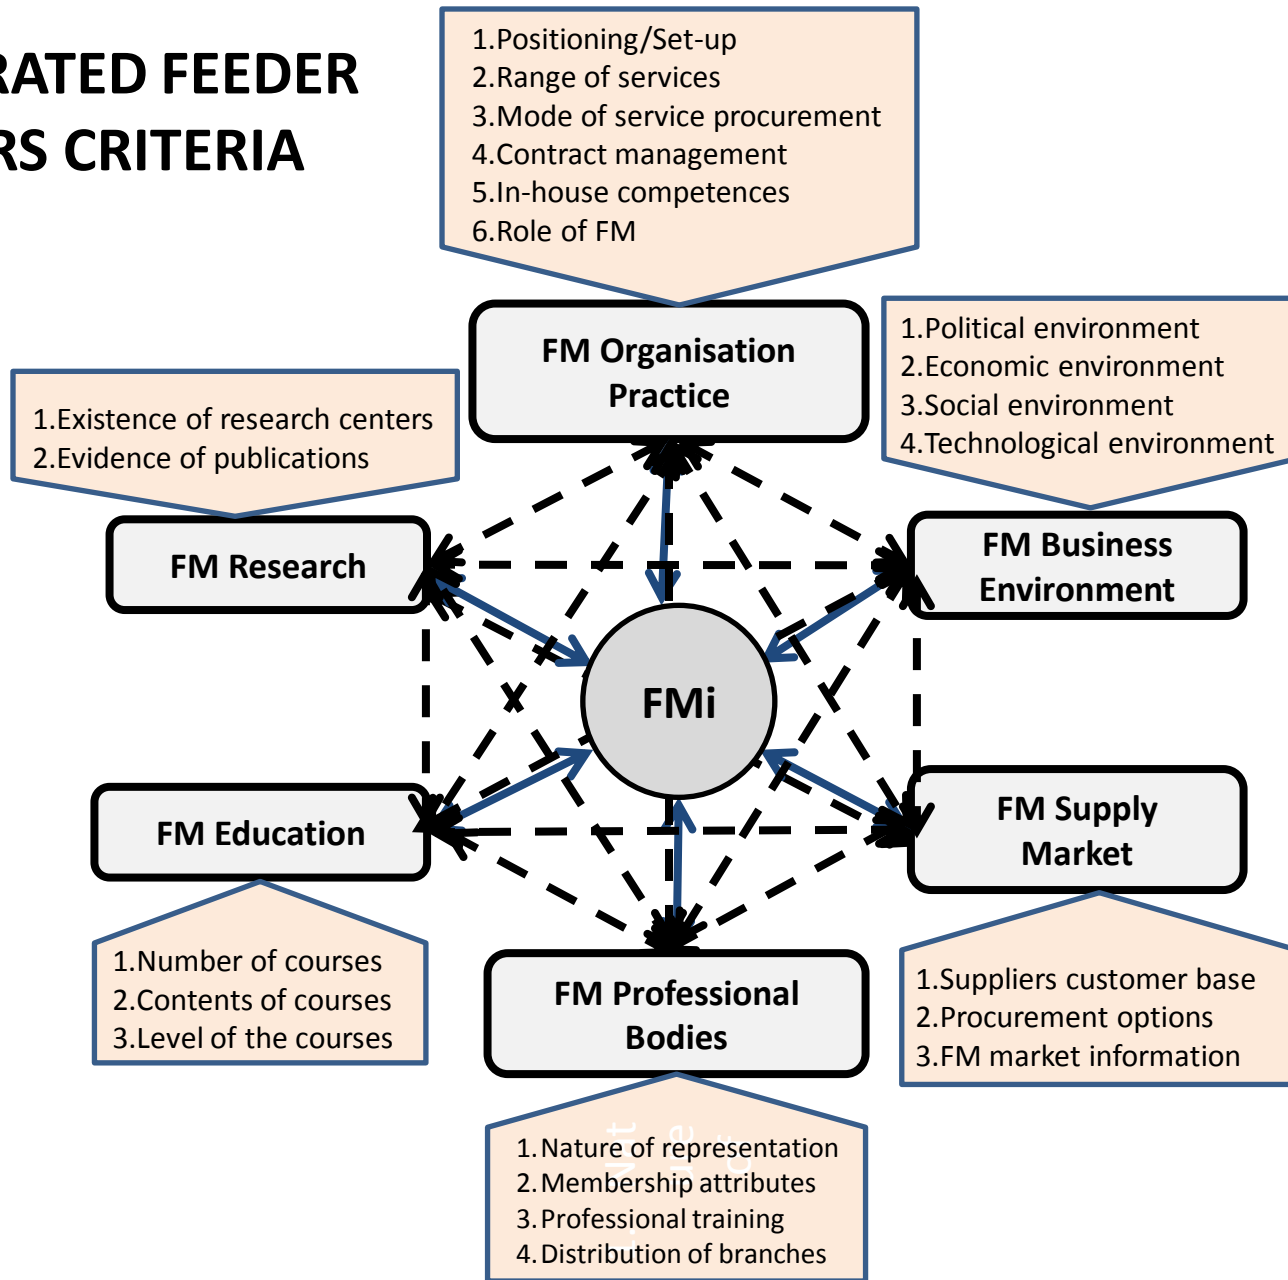 RATED FEEDER
RS CRITERIA
1.Positioning/Set-up
2.Range of services
3.Mode of service procurement
4.Contract management
5.In-house competences
6.Role of FM
FM Organisation
Practice
1.Political environment
2.Economic environment
3.Social environment
4.Technological environment
1.Existence of research centers
2.Evidence of publications
FM Research
FM Business
Environment
FMi
FM Education
FM Supply
Market
1.Number of courses
2.Contents of courses
3.Level of the courses
FM Professional
Bodies
1.Suppliers customer base
2.Procurement options
3.FM market information
1.Nature of representation
2.Membership attributes
3.Professional training
4.Distribution of branches
1. Nat
ure
of